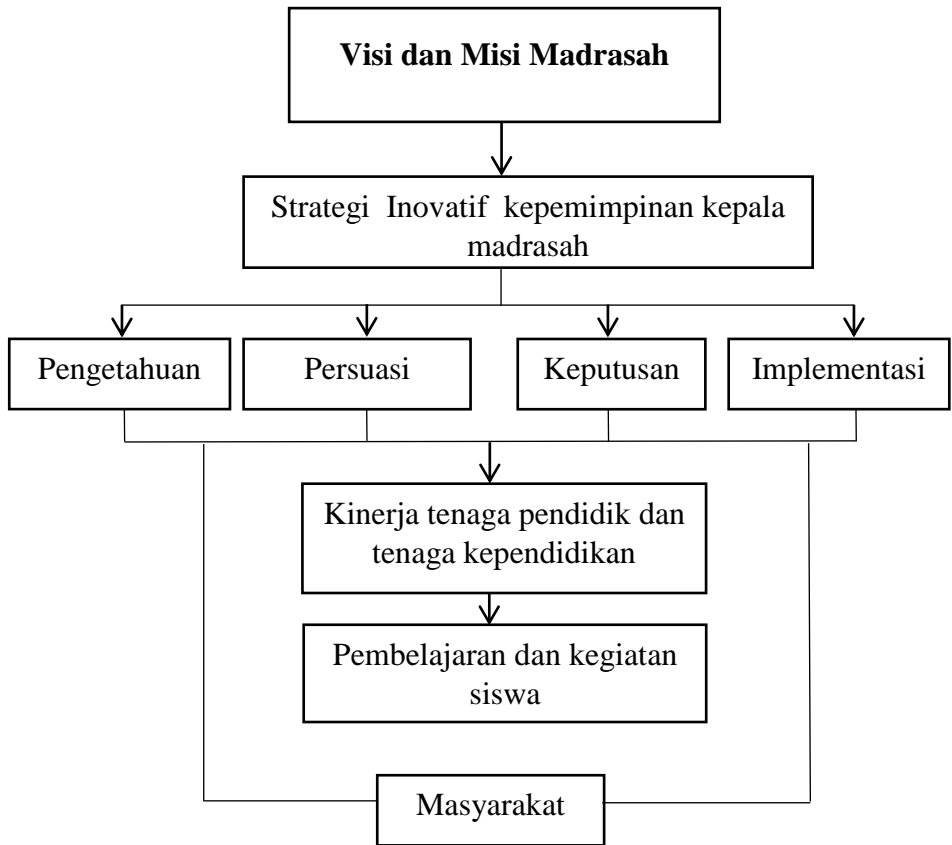 Visi dan Misi Madrasah
Strategi Inovatif kepemimpinan kepala
madrasah
Pengetahuan
Persuasi
Keputusan
Implementasi
Kinerja tenaga pendidik dan
tenaga kependidikan
Pembelajaran dan kegiatan
siswa
Masyarakat